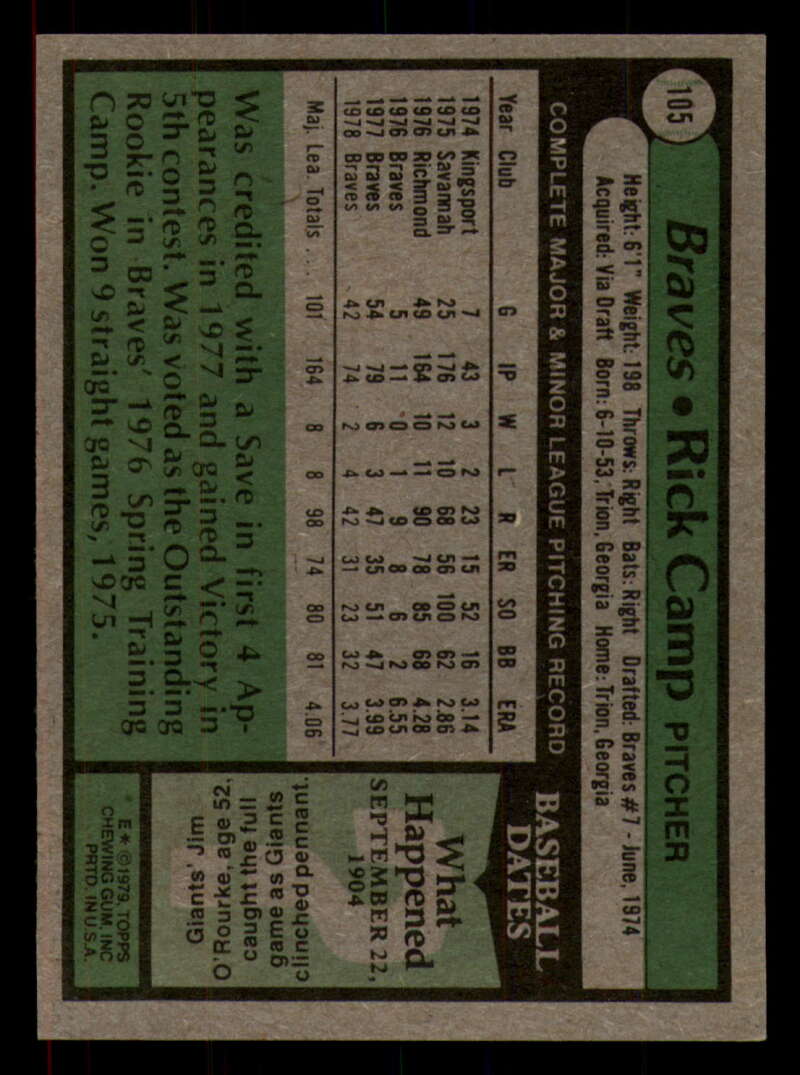 105
Braves • Rick Camp PITCHER
Height: 6'1" Weight: 198 Throws: Right Bats: Right Drafted: Braves #7 - June, 1974
Acquired: Via Draft Born: 6-10-53, Trion, Georgia Home: Trion, Georgia
COMPLETE MAJOR & MINOR LEAGUE PITCHING RECORD
Year Club G IP W L R ER SO BB ERA
1974 Kingsport 7 43 3 2 23 15 52 16 3.14
1975 Savannah 25 176 12 10 68 56 100 62 2.86
1976 Richmond 49 164 10 11 90 78 85 68 4.28
1976 Braves 5 11 0 1 9 8 6 2 6.55
1977 Braves 54 79 6 3 47 35 51 47 3.99
1978 Braves 42 74 2 4 42 31 23 32 3.77
Maj. Lea. Totals ... 101 164 8 8 98 74 80 81 4.06
Was credited with a Save in first 4 Ap-
pearances in 1977 and gained Victory in
5th contest. Was voted as the Outstanding
Rookie in Braves' 1976 Spring Training
Camp. Won 9 straight games, 1975.
BASEBALL
DATES
What
Happened
SEPTEMBER 22,
1904
Giants' Jim
O'Rourke, age 52,
caught the full
game as Giants
clinched pennant.
E* © 1979, TOPPS
CHEWING GUM, INC
PRTD. IN U.S.A.